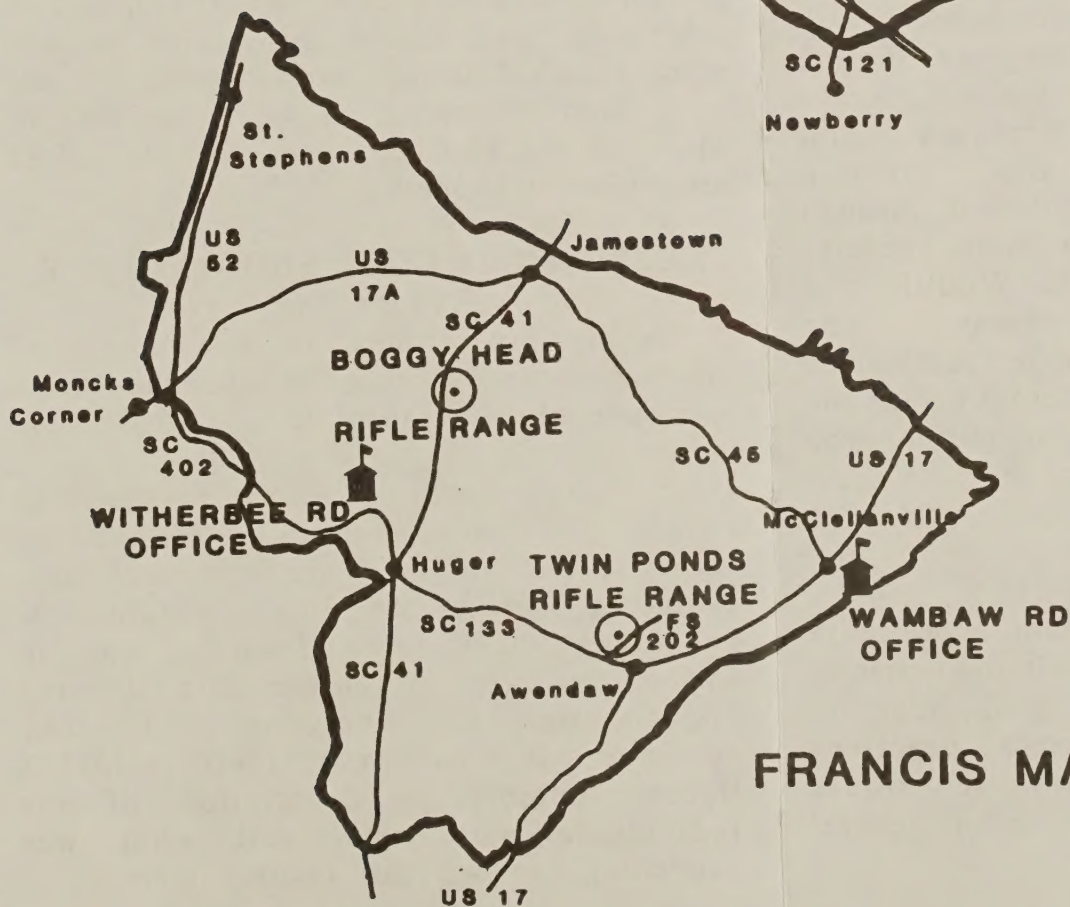 SC 121
Newberry
St.
Stephens
US
52
Jamestown
US
17A
SC 41
BOGGY HEAD
RIFLE RANGE
Moncks
Corner
SC
402
SC 45
US 17
WITHERBEE RD
OFFICE
McClellanville
Huger
TWIN PONDS
RIFLE RANGE
FS
202
SC 133
WAMBAW RD
OFFICE
SC 41
Awendaw
FRANCIS MA
US 17